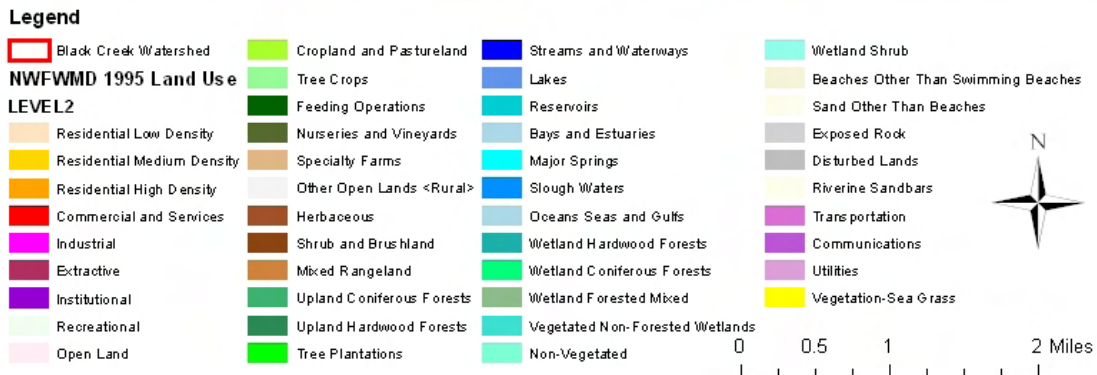 Legend
Black Creek Watershed
NWFWMD 1995 Land Use
LEVEL2
Residential Low Density
Residential Medium Density
Residential High Density
Commercial and Services
Industrial
Extractive
Institutional
Recreational
Open Land
Cropland and Pastureland
Tree Crops
Feeding Operations
Nurseries and Vineyards
Specialty Farms
Other Open Lands <Rural>
Herbaceous
Shrub and Brushland
Mixed Rangeland
Upland Coniferous Forests
Upland Hardwood Forests
Tree Plantations
Streams and Waterways
Lakes
Reservoirs
Bays and Estuaries
Major Springs
Slough Waters
Oceans Seas and Gulfs
Wetland Hardwood Forests
Wetland Coniferous Forests
Wetland Forested Mixed
Vegetated Non-Forested Wetlands
Non-Vegetated
Wetland Shrub
Beaches Other Than Swimming Beaches
Sand Other Than Beaches
Exposed Rock
Disturbed Lands
Riverine Sandbars
Transportation
Communications
Utilities
Vegetation-Sea Grass
N
0 0.5 1 2 Miles